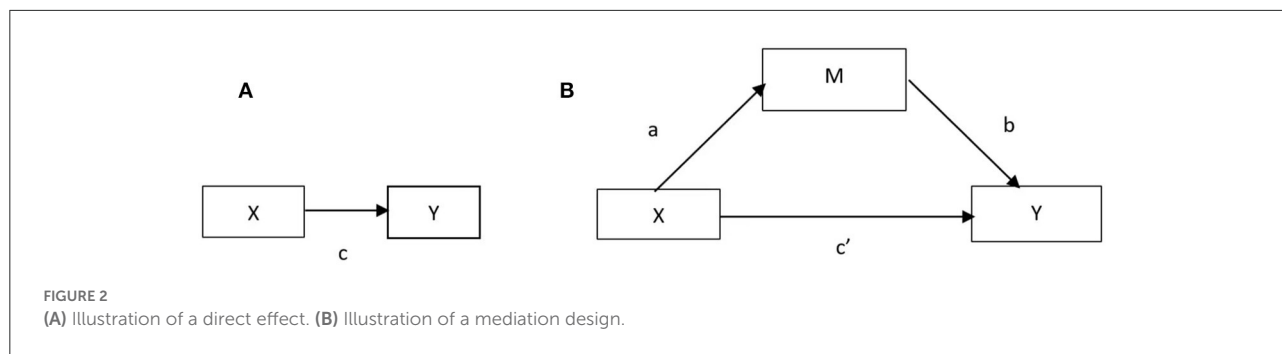 A
X
Y
c
B
M
a
b
X
Y
c’
FIGURE 2
(A) Illustration of a direct effect. (B) Illustration of a mediation design.